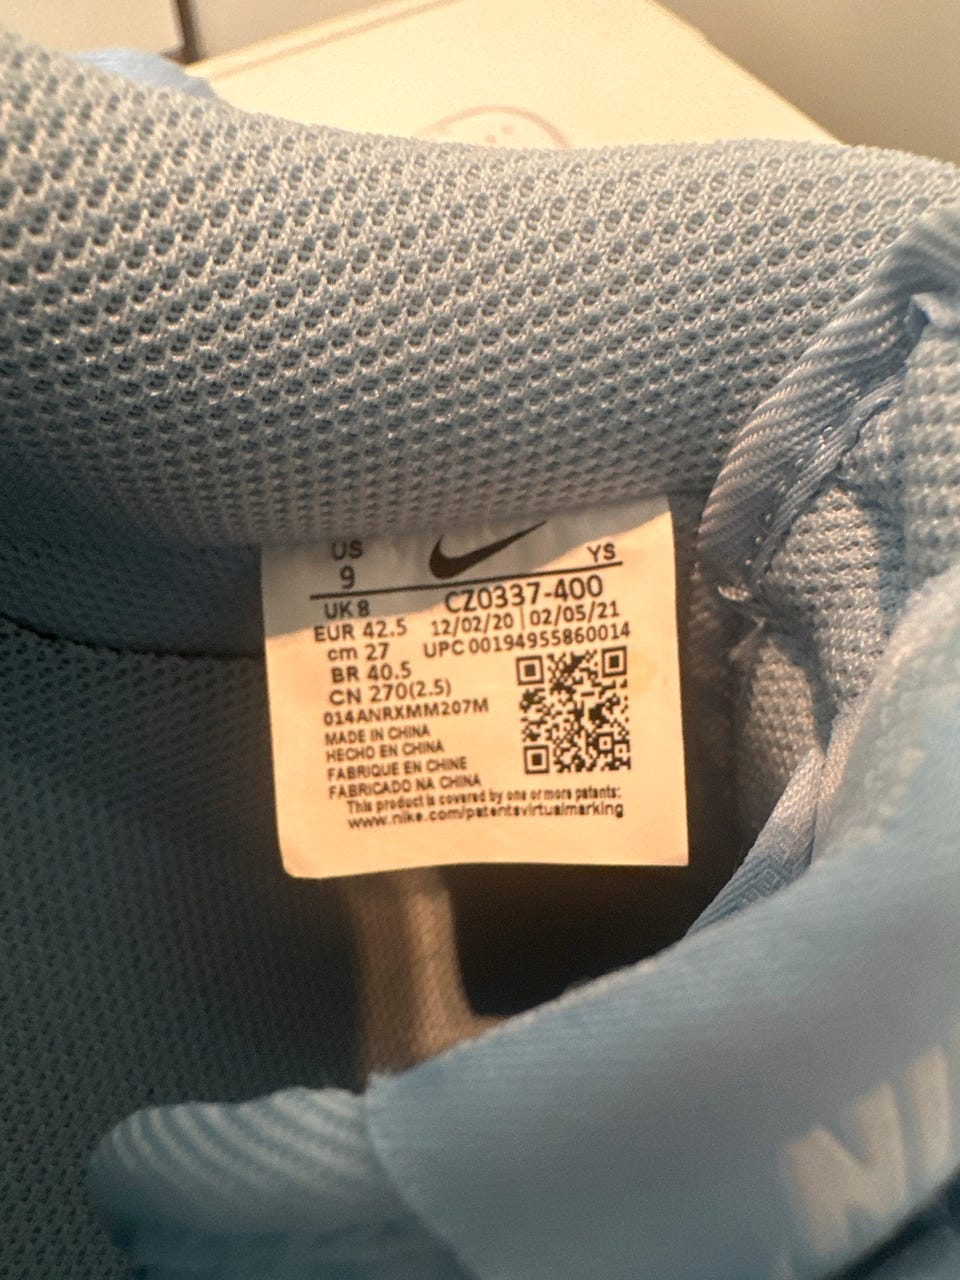 US
9
YS
UK 8
CZ0337-400
EUR 42.5
12/02/20 | 02/05/21
cm 27
UPC 00194955860014
BR 40.5
CN 270(2.5)
014ANRXMM207M
MADE IN CHINA
HECHO EN CHINA
FABRIQUE EN CHINE
FABRICADO NA CHINA
This product is covered by one or more patents:
www.nike.com/patentsvirtualmarking
NI